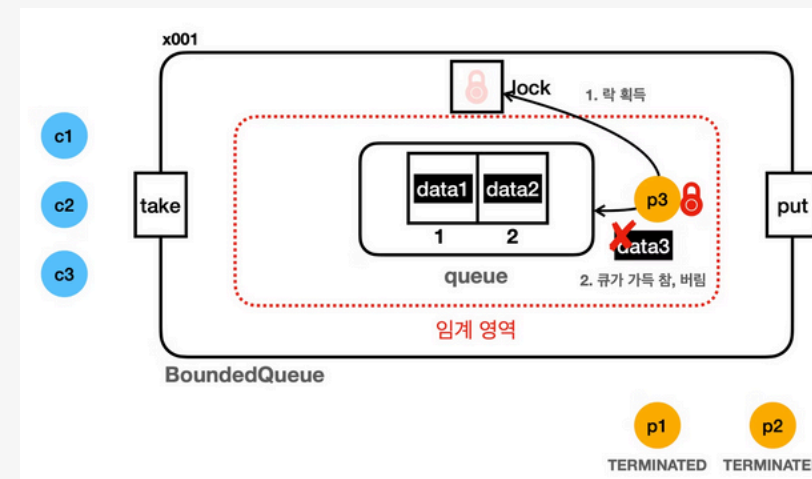 x001
lock
1. 락 획득
c1
c2
c3
take
data1
data2
1
2
queue
p3
data3
2. 큐가 가득 참, 버림
put
임계 영역
BoundedQueue
p1
p2
TERMINATED
TERMINATE